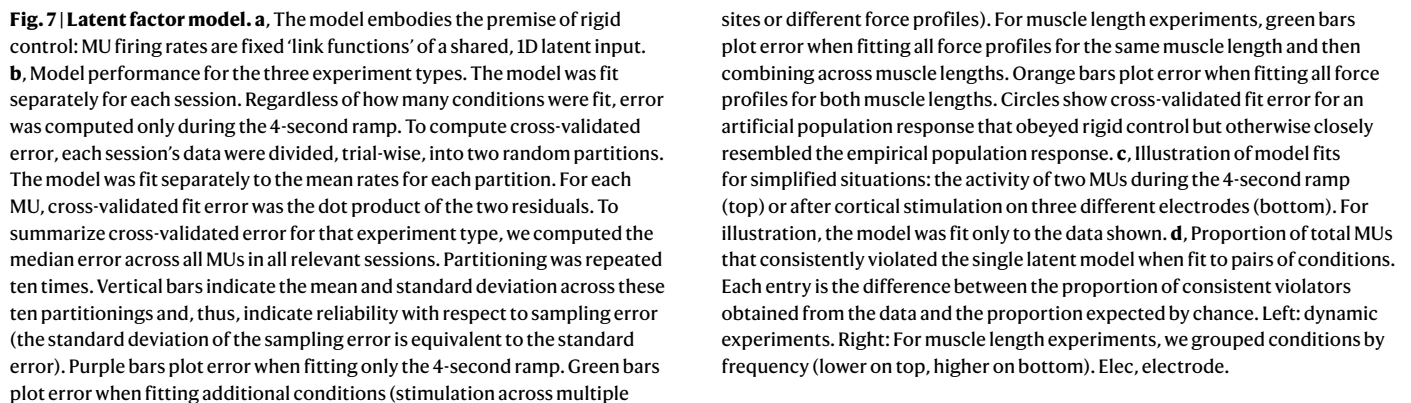 Fig. 7 | Latent factor model. a, The model embodies the premise of rigid
control: MU firing rates are fixed ‘link functions’ of a shared, 1D latent input.
b, Model performance for the three experiment types. The model was fit
separately for each session. Regardless of how many conditions were fit, error
was computed only during the 4-second ramp. To compute cross-validated
error, each session’s data were divided, trial-wise, into two random partitions.
The model was fit separately to the mean rates for each partition. For each
MU, cross-validated fit error was the dot product of the two residuals. To
summarize cross-validated error for that experiment type, we computed the
median error across all MUs in all relevant sessions. Partitioning was repeated
ten times. Vertical bars indicate the mean and standard deviation across these
ten partitionings and, thus, indicate reliability with respect to sampling error
(the standard deviation of the sampling error is equivalent to the standard
error). Purple bars plot error when fitting only the 4-second ramp. Green bars
plot error when fitting additional conditions (stimulation across multiple
sites or different force profiles). For muscle length experiments, green bars
plot error when fitting all force profiles for the same muscle length and then
combining across muscle lengths. Orange bars plot error when fitting all force
profiles for both muscle lengths. Circles show cross-validated fit error for an
artificial population response that obeyed rigid control but otherwise closely
resembled the empirical population response. c, Illustration of model fits
for simplified situations: the activity of two MUs during the 4-second ramp
(top) or after cortical stimulation on three different electrodes (bottom). For
illustration, the model was fit only to the data shown. d, Proportion of total MUs
that consistently violated the single latent model when fit to pairs of conditions.
Each entry is the difference between the proportion of consistent violators
obtained from the data and the proportion expected by chance. Left: dynamic
experiments. Right: For muscle length experiments, we grouped conditions by
frequency (lower on top, higher on bottom). Elec, electrode.